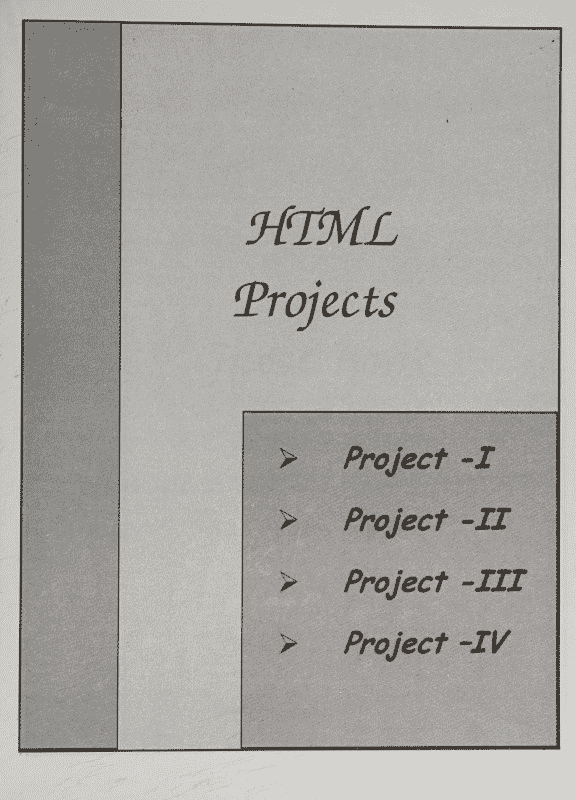 HTML
Projects
➢ Project -I
➢ Project -II
➢ Project -III
➢ Project -IV